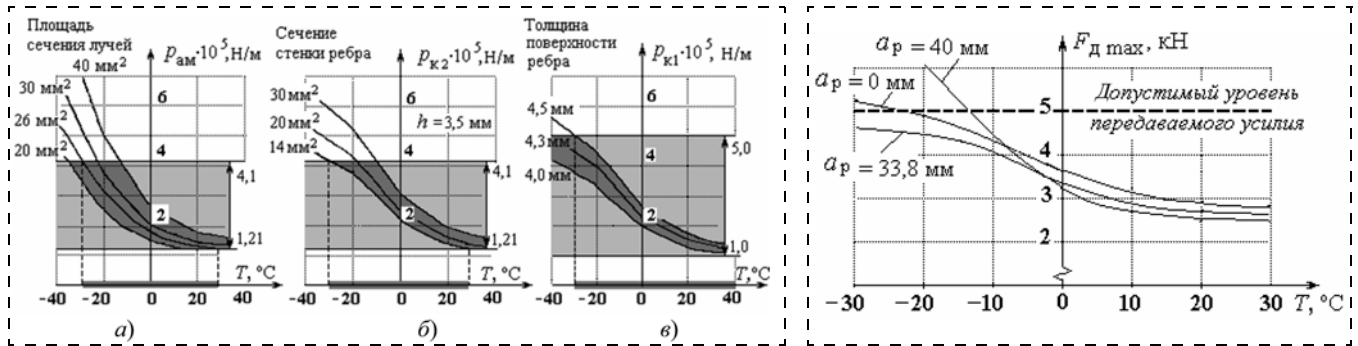 Площадь
сечения лучей
40 мм²
30 мм²
26 мм²
20 мм²
pам·10⁵,Н/м
6
4
2
4,1
1,21
T, °C
−40 −20 0 20 40
а)
Сечение
стенки ребра
30 мм²
20 мм²
14 мм²
pк2·10⁵,Н/м
6
h =3,5 мм
4
2
4,1
1,21
T, °C
−40 −20 0 20 40
б)
Толщина
поверхности
ребра
4,5 мм
4,3 мм
4,0 мм
pк1·10⁵, Н/м
6
4
2
5,0
1,0
T, °C
−40 −20 0 20 40
в)
aр = 40 мм
aр = 0 мм
aр = 33,8 мм
Fд max, кН
Допустимый уровень
передаваемого усилия
5
4
3
2
−30 −20 −10 0 10 20 30 T, °C